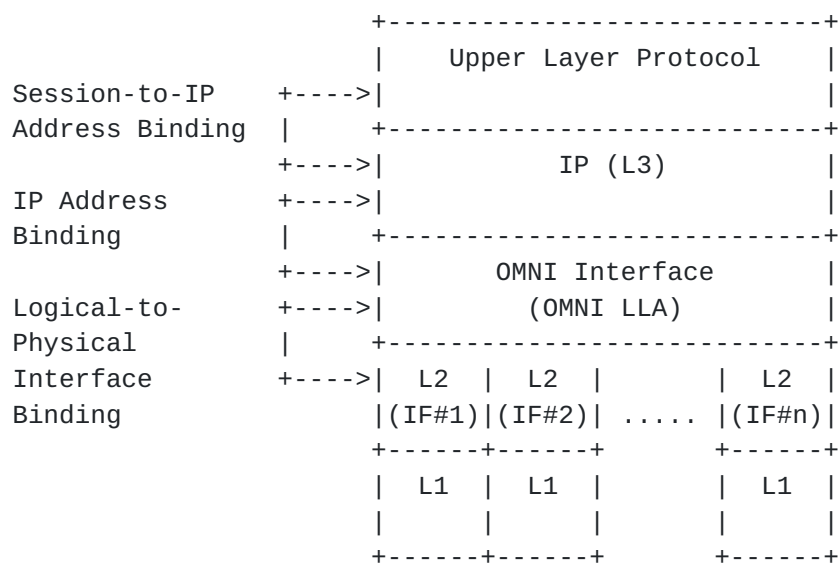 +----------------------------+
                       |    Upper Layer Protocol    |
Session-to-IP    +---->|                            |
Address Binding  |     +----------------------------+
                 +---->|           IP (L3)          |
IP Address       +---->|                            |
Binding          |     +----------------------------+
                 +---->|       OMNI Interface       |
Logical-to-      +---->|         (OMNI LLA)         |
Physical         |     +----------------------------+
Interface        +---->|  L2  |  L2  |       |  L2  |
Binding                |(IF#1)|(IF#2)| ..... |(IF#n)|
                       +------+------+       +------+
                       |  L1  |  L1  |       |  L1  |
                       |      |      |       |      |
                       +------+------+       +------+